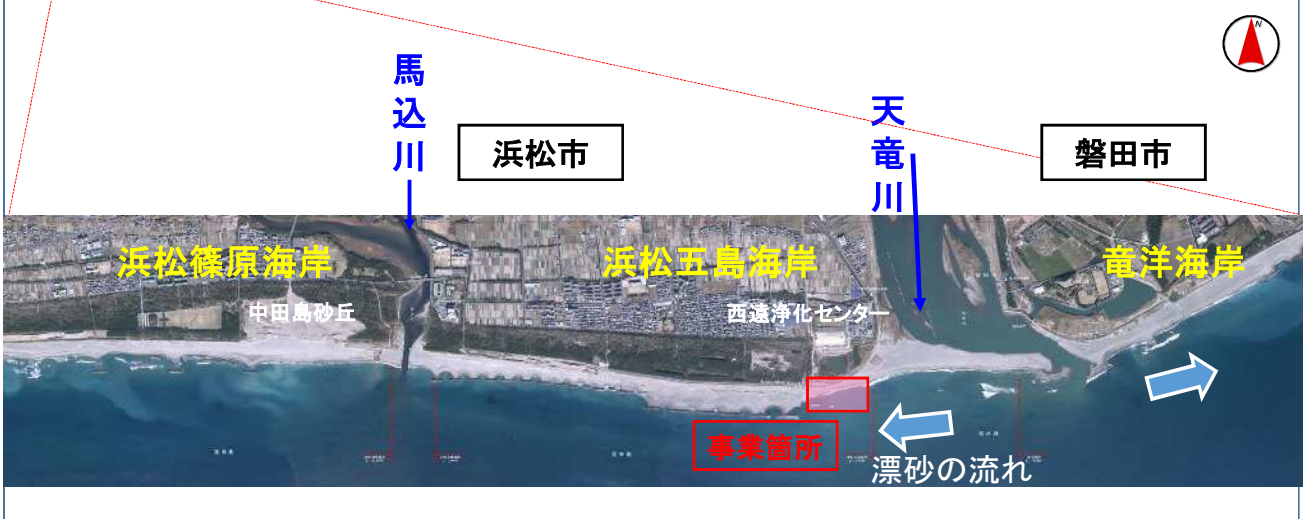 N
馬込川
浜松市
天竜川
磐田市
浜松篠原海岸
浜松五島海岸
竜洋海岸
中田島砂丘
西遠浄化センター
事業箇所
漂砂の流れ